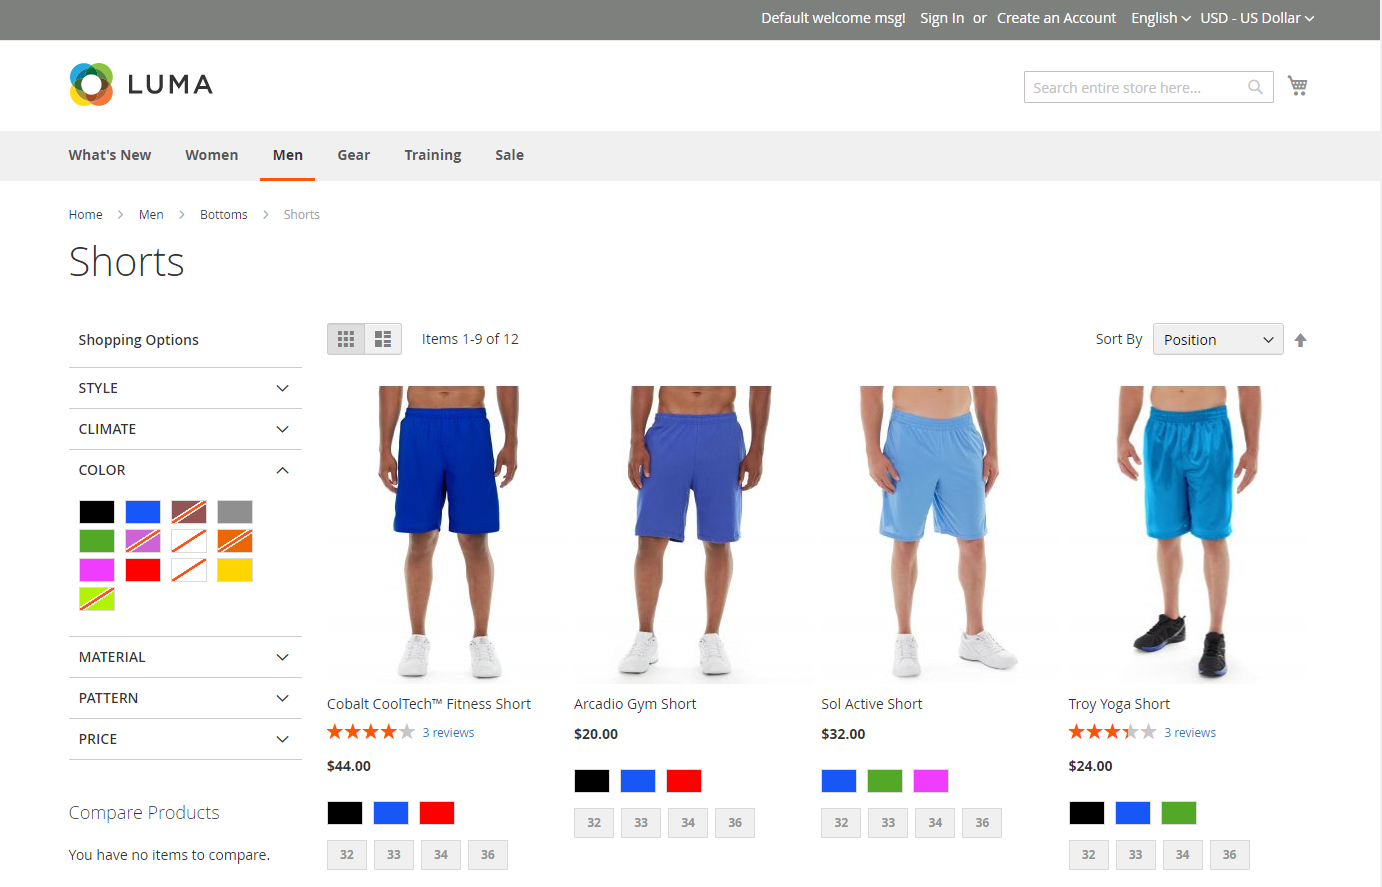 Default welcome msg! Sign In or Create an Account English USD - US Dollar
LUMA
Search entire store here...
What's New Women Men Gear Training Sale
Home Men Bottoms Shorts
Shorts
Shopping Options
STYLE
CLIMATE
COLOR
MATERIAL
PATTERN
PRICE
Compare Products
You have no items to compare.
Items 1-9 of 12
Sort By Position
Cobalt CoolTech™ Fitness Short
3 reviews
$44.00
32 33 34 36
Arcadio Gym Short
$20.00
32 33 34 36
Sol Active Short
$32.00
32 33 34 36
Troy Yoga Short
3 reviews
$24.00
32 33 34 36